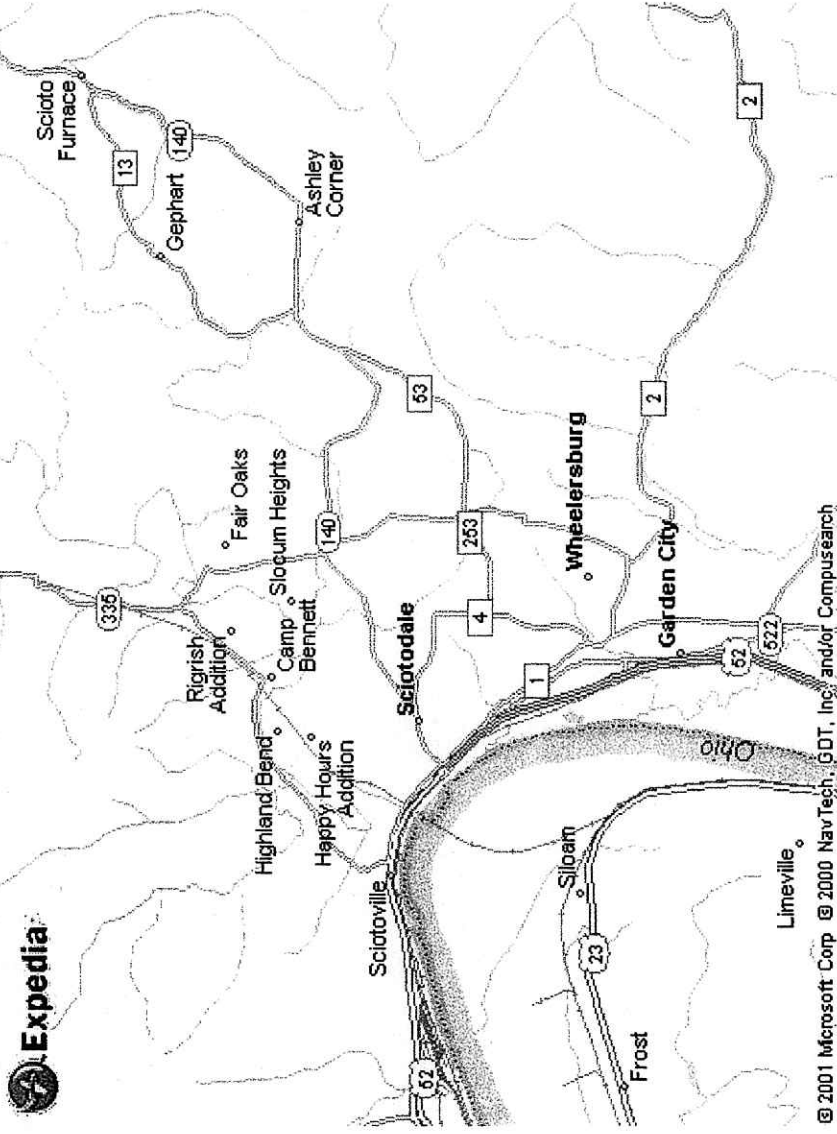 Expedia
Scioto
Furnace
335
13
140
Gephart
Rigrish
Addition
Fair Oaks
Highland Bend
Camp
Bennett
Slocum Heights
Ashley
Corner
Happy Hours
Addition
140
Sciotoville
Sciotodale
53
52
4
253
1
Wheelersburg
Siloam
23
Frost
Garden City
2
Ohio
52
522
2
Limeville
© 2001 Microsoft Corp © 2000 NavTech, GDT, Inc. and/or Compusearch